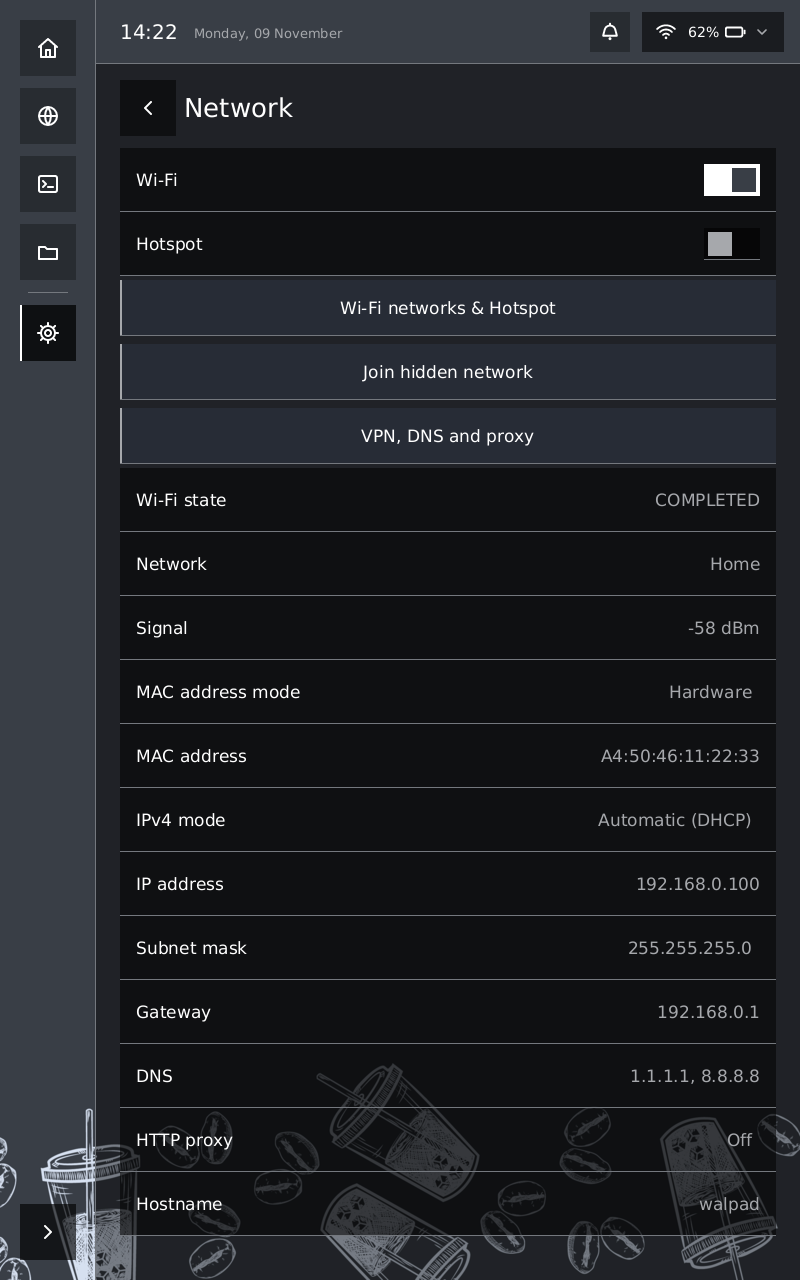 14:22 Monday, 09 November 62%
Network
Wi-Fi
Hotspot
Wi-Fi networks & Hotspot
Join hidden network
VPN, DNS and proxy
Wi-Fi state COMPLETED
Network Home
Signal -58 dBm
MAC address mode Hardware
MAC address A4:50:46:11:22:33
IPv4 mode Automatic (DHCP)
IP address 192.168.0.100
Subnet mask 255.255.255.0
Gateway 192.168.0.1
DNS 1.1.1.1, 8.8.8.8
HTTP proxy Off
Hostname walpad